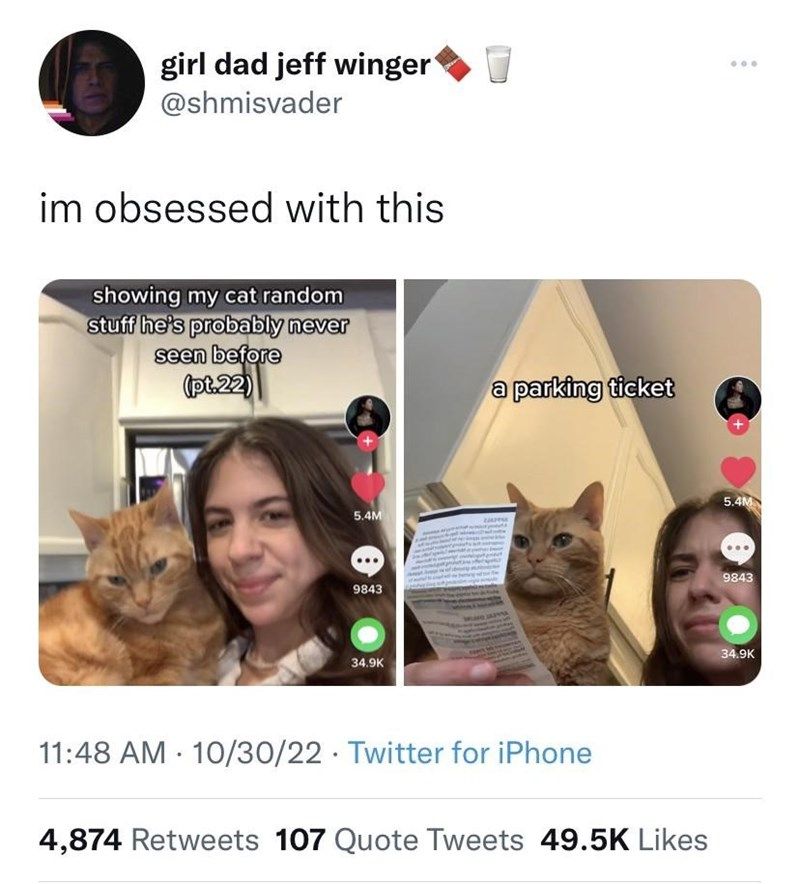 girl dad jeff winger🍫🥛
@shmisvader
im obsessed with this
showing my cat random
stuff he's probably never
seen before
(pt.22)
5.4M
9843
34.9K
a parking ticket
5.4M
9843
34.9K
11:48 AM · 10/30/22 · Twitter for iPhone
4,874 Retweets 107 Quote Tweets 49.5K Likes